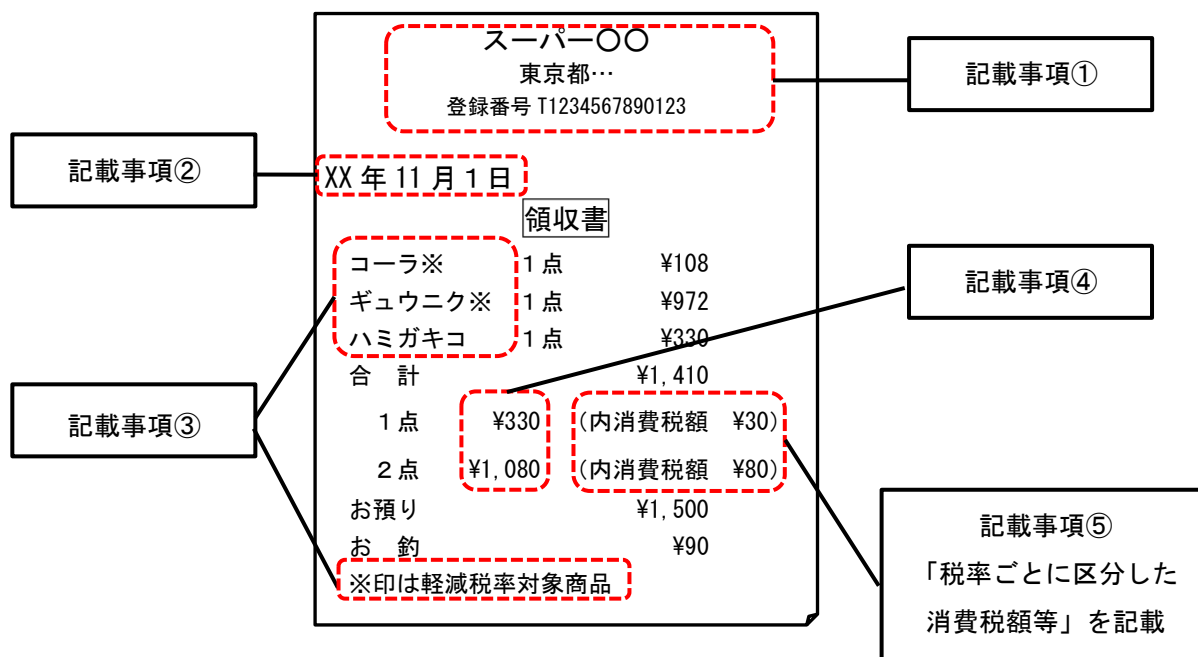 スーパー〇〇
東京都…
登録番号 T1234567890123
記載事項①
記載事項②
XX 年 11 月 1 日
領収書
コーラ※ 1 点 ¥108
ギュウニク※ 1 点 ¥972
ハミガキコ 1 点 ¥330
記載事項④
合 計 ¥1,410
1 点 ¥330 (内消費税額 ¥30)
記載事項③
2 点 ¥1,080 (内消費税額 ¥80)
お預り ¥1,500
お 釣 ¥90
※印は軽減税率対象商品
記載事項⑤
「税率ごとに区分した
消費税額等」を記載